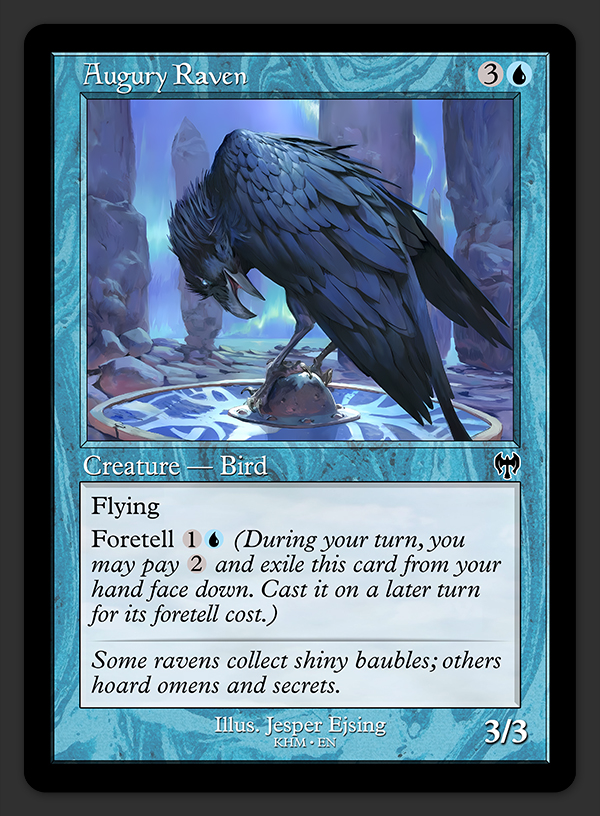 Augury Raven 3
Creature — Bird
Flying
Foretell 1 (During your turn, you
may pay 2 and exile this card from your
hand face down. Cast it on a later turn
for its foretell cost.)
Some ravens collect shiny baubles; others
hoard omens and secrets.
Illus. Jesper Ejsing
KHM • EN
3/3